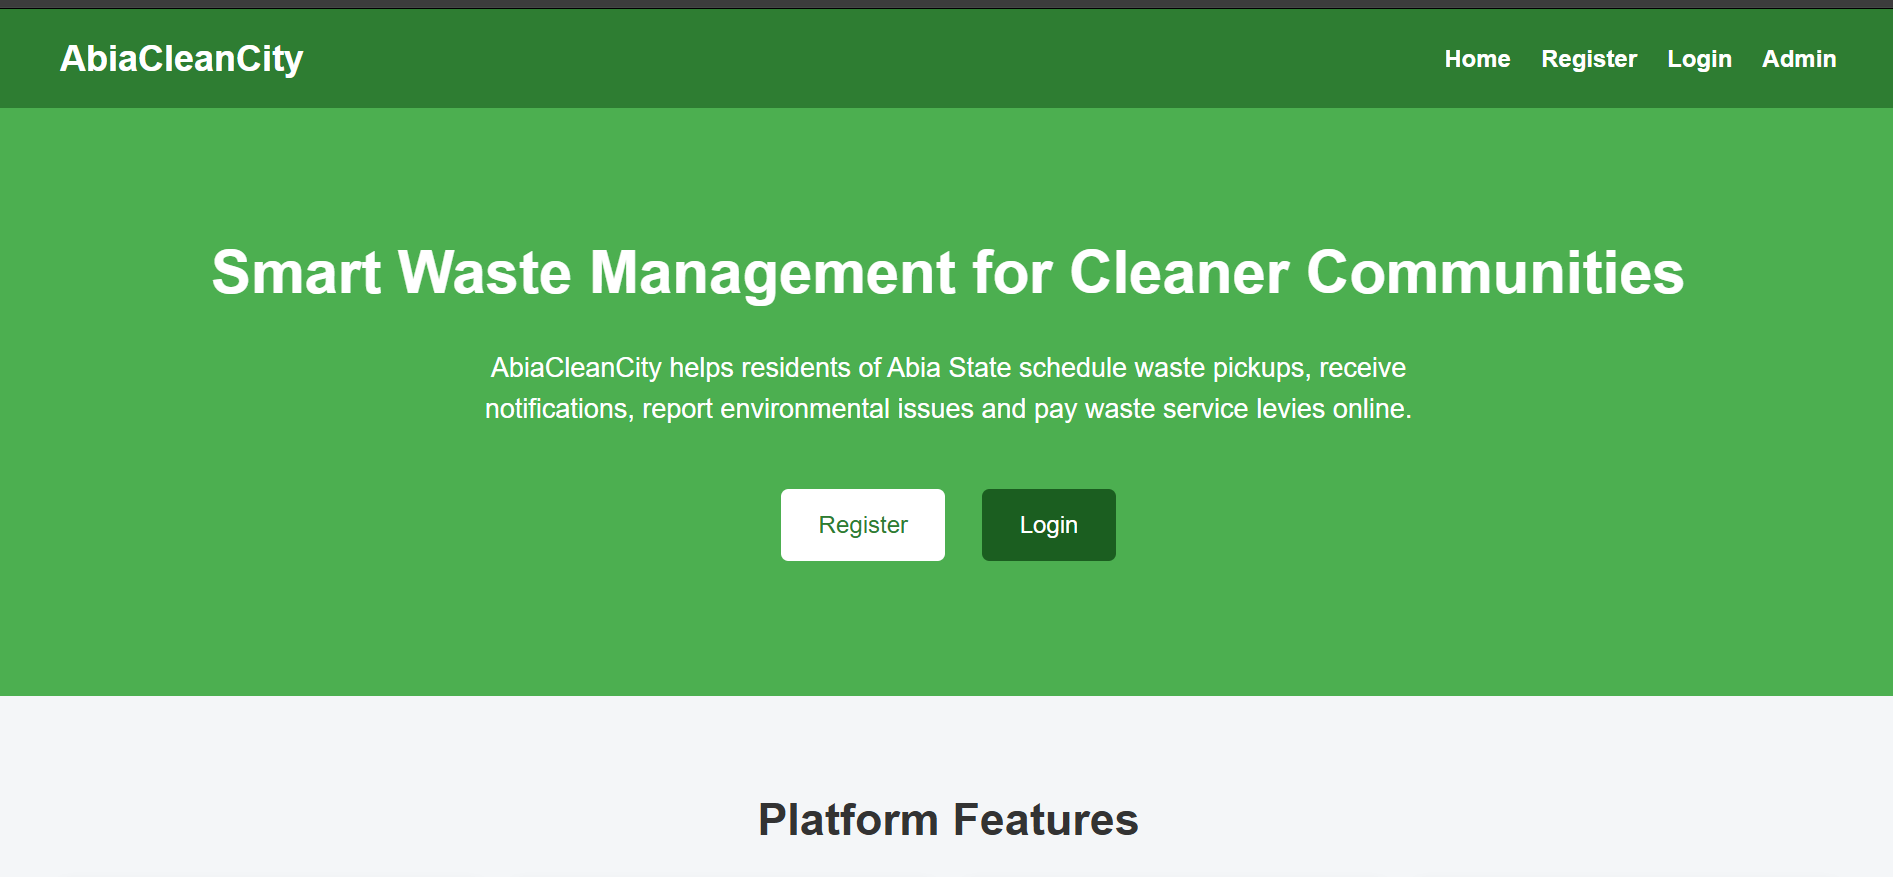 AbiaCleanCity
Home Register Login Admin
Smart Waste Management for Cleaner Communities
AbiaCleanCity helps residents of Abia State schedule waste pickups, receive
notifications, report environmental issues and pay waste service levies online.
Register Login
Platform Features